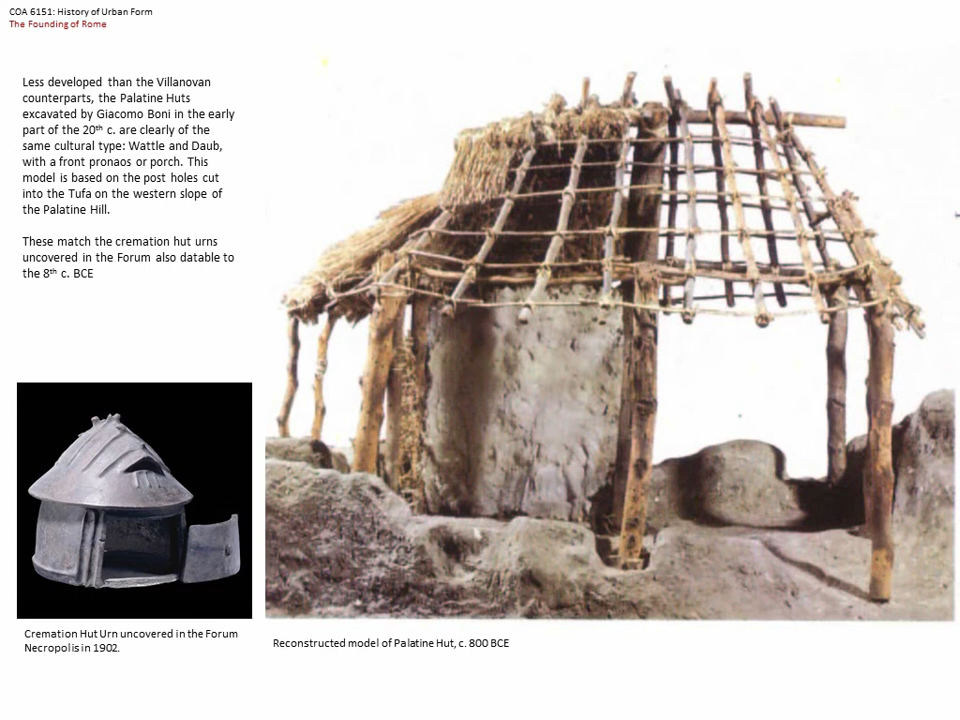 COA 6151: History of Urban Form
The Founding of Rome
Less developed than the Villanovan
counterparts, the Palatine Huts
excavated by Giacomo Boni in the early
part of the 20th c. are clearly of the
same cultural type: Wattle and Daub,
with a front pronaos or porch. This
model is based on the post holes cut
into the Tufa on the western slope of
the Palatine Hill.
These match the cremation hut urns
uncovered in the Forum also datable to
the 8th c. BCE
Cremation Hut Urn uncovered in the Forum
Necropolis in 1902.
Reconstructed model of Palatine Hut, c. 800 BCE